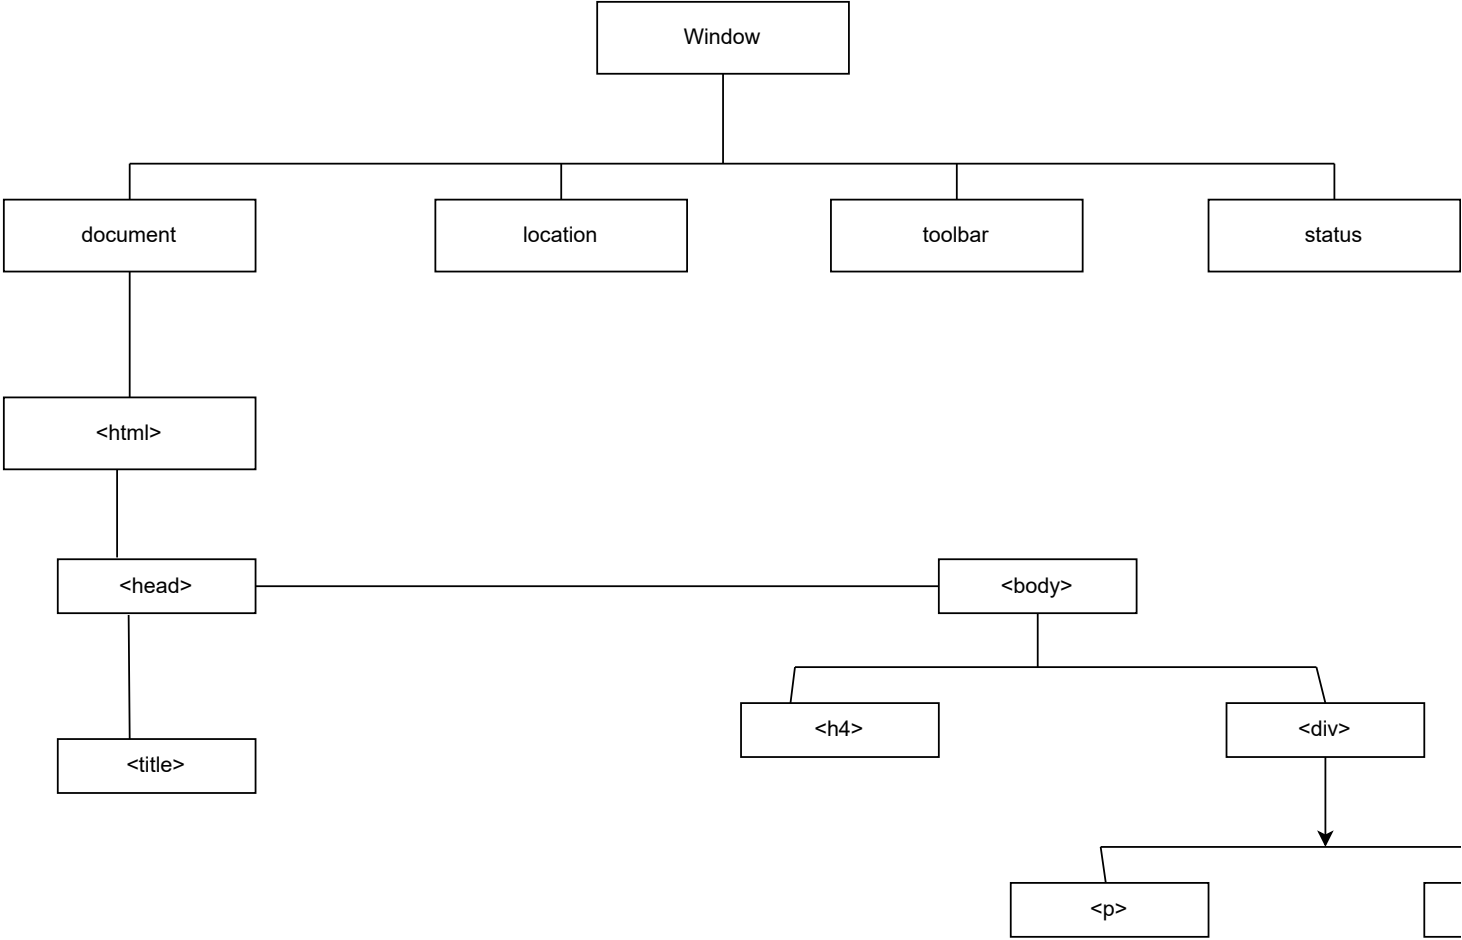 Window
document
location
toolbar
status
<html>
<head>
<body>
<h4>
<div>
<title>
<p>